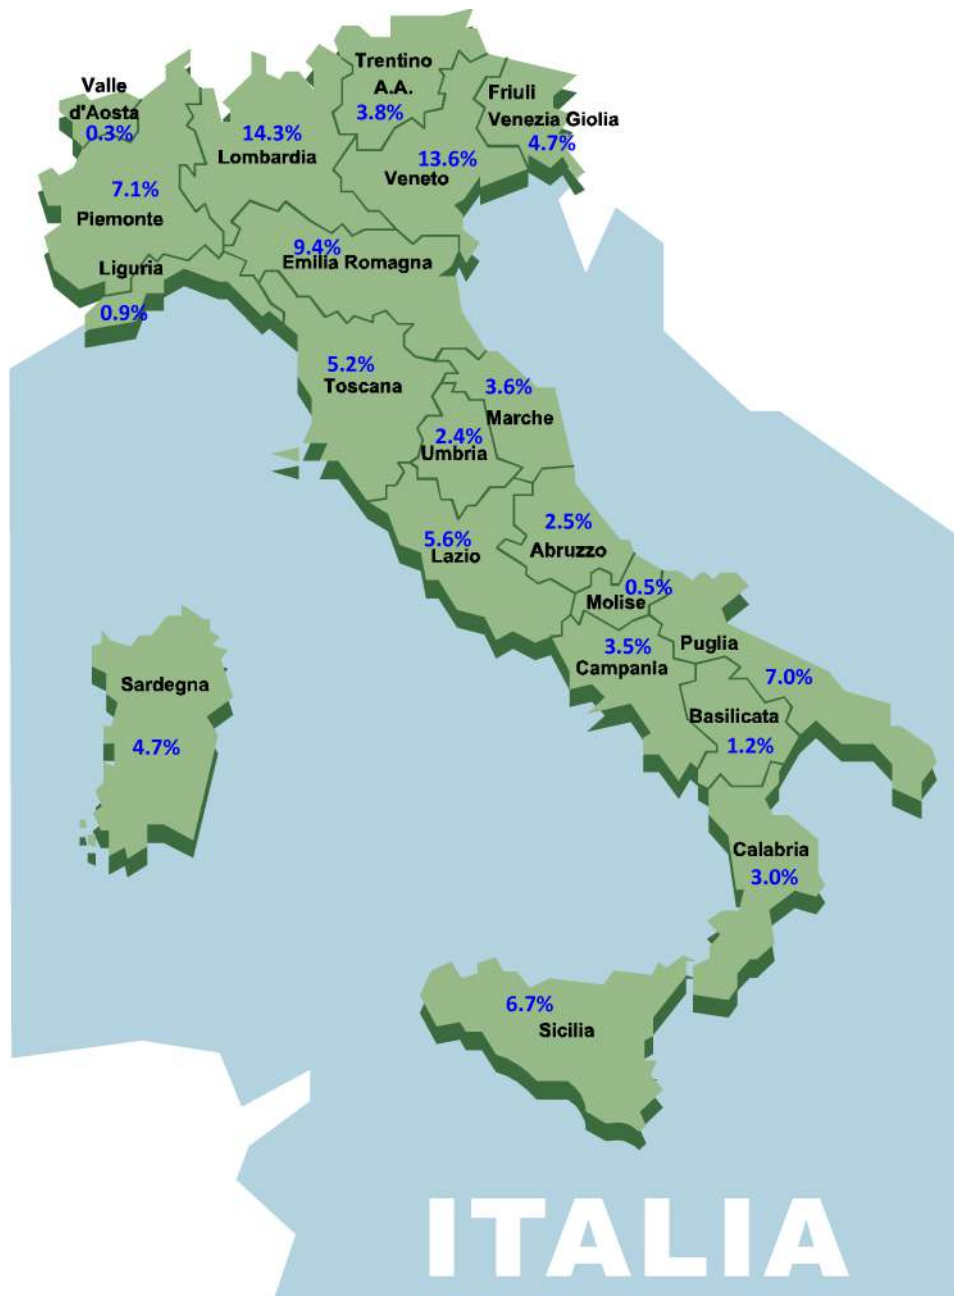 Trentino
A.A.
3.8%
Valle
d'Aosta
0.3%
Friuli
Venezia Giolia
4.7%
14.3%
Lombardia
13.6%
Veneto
7.1%
Piemonte
9.4%
Emilia Romagna
Liguria
0.9%
5.2%
Toscana
3.6%
Marche
2.4%
Umbria
5.6%
Lazio
2.5%
Abruzzo
0.5%
Molise
3.5%
Campania
Puglia
7.0%
Basilicata
1.2%
Sardegna
4.7%
Calabria
3.0%
6.7%
Sicilia
ITALIA